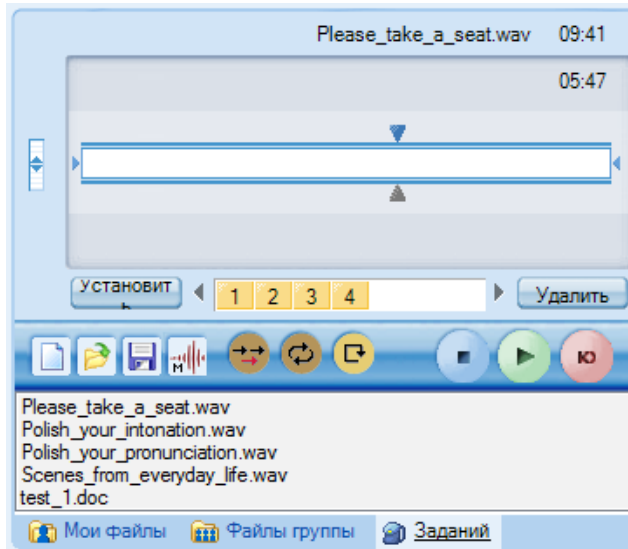 Please_take_a_seat.wav 09:41
05:47
Установит
ь
1 2 3 4
Удалить
M
Ю
Please_take_a_seat.wav
Polish_your_intonation.wav
Polish_your_pronunciation.wav
Scenes_from_everyday_life.wav
test_1.doc
Мои файлы Файлы группы Заданий